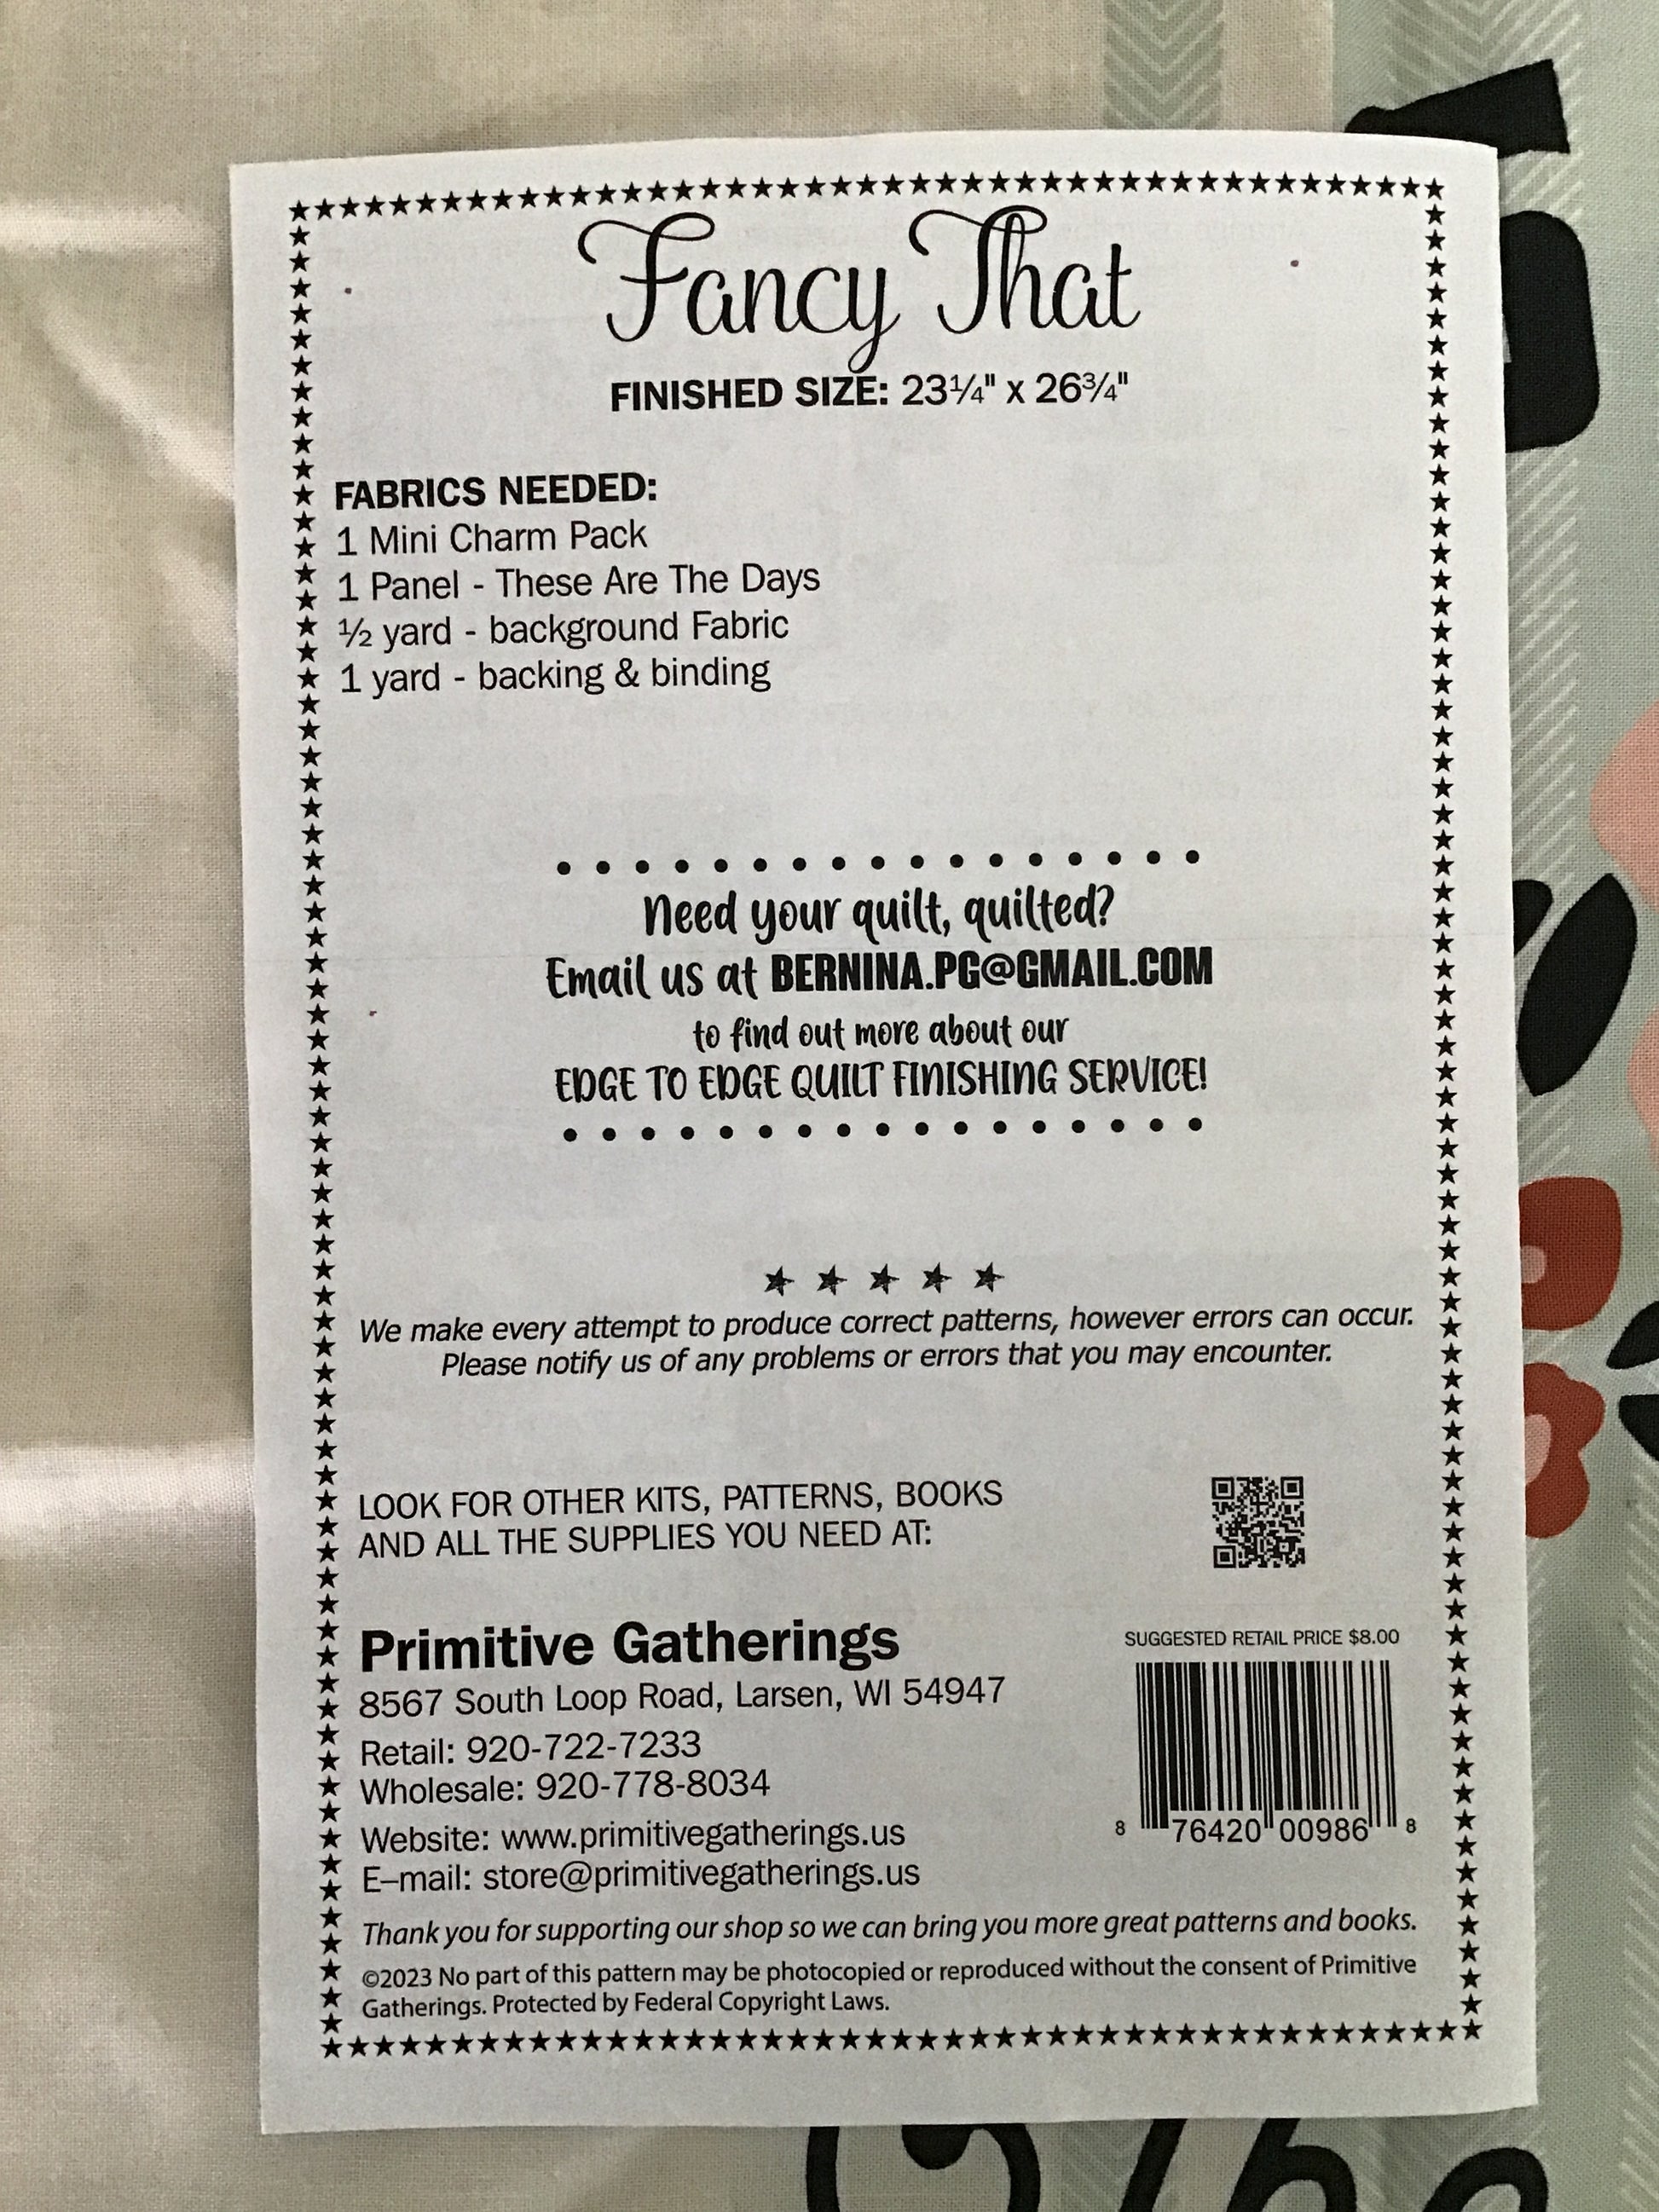 Fancy That
FINISHED SIZE: 23¼" x 26¾"
FABRICS NEEDED:
1 Mini Charm Pack
1 Panel - These Are The Days
½ yard - background Fabric
1 yard - backing & binding
Need your quilt, quilted?
Email us at BERNINA.PG@GMAIL.COM
to find out more about our
EDGE TO EDGE QUILT FINISHING SERVICE!
We make every attempt to produce correct patterns, however errors can occur.
Please notify us of any problems or errors that you may encounter.
LOOK FOR OTHER KITS, PATTERNS, BOOKS
AND ALL THE SUPPLIES YOU NEED AT:
Primitive Gatherings
8567 South Loop Road, Larsen, WI 54947
Retail: 920-722-7233
Wholesale: 920-778-8034
Website: www.primitivegatherings.us
E–mail: store@primitivegatherings.us
SUGGESTED RETAIL PRICE $8.00
8 76420 00986 8
Thank you for supporting our shop so we can bring you more great patterns and books.
©2023 No part of this pattern may be photocopied or reproduced without the consent of Primitive
Gatherings. Protected by Federal Copyright Laws.